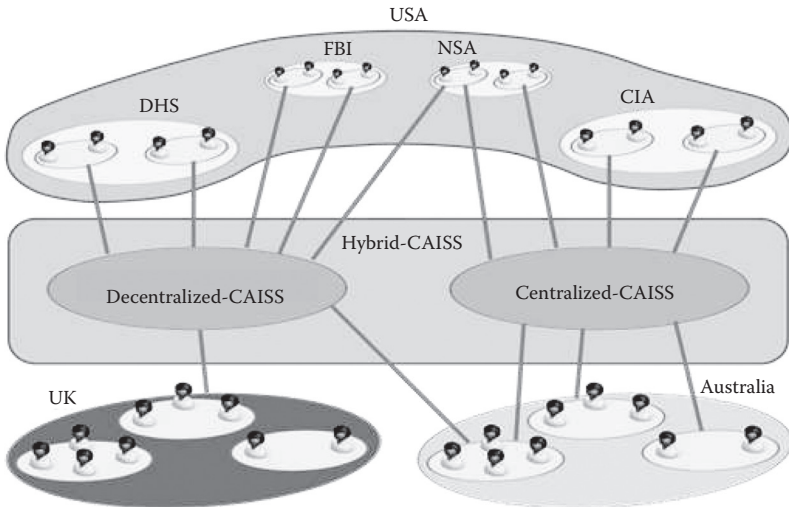 USA
FBI
NSA
DHS
CIA
Hybrid-CAISS
Decentralized-CAISS
Centralized-CAISS
UK
Australia